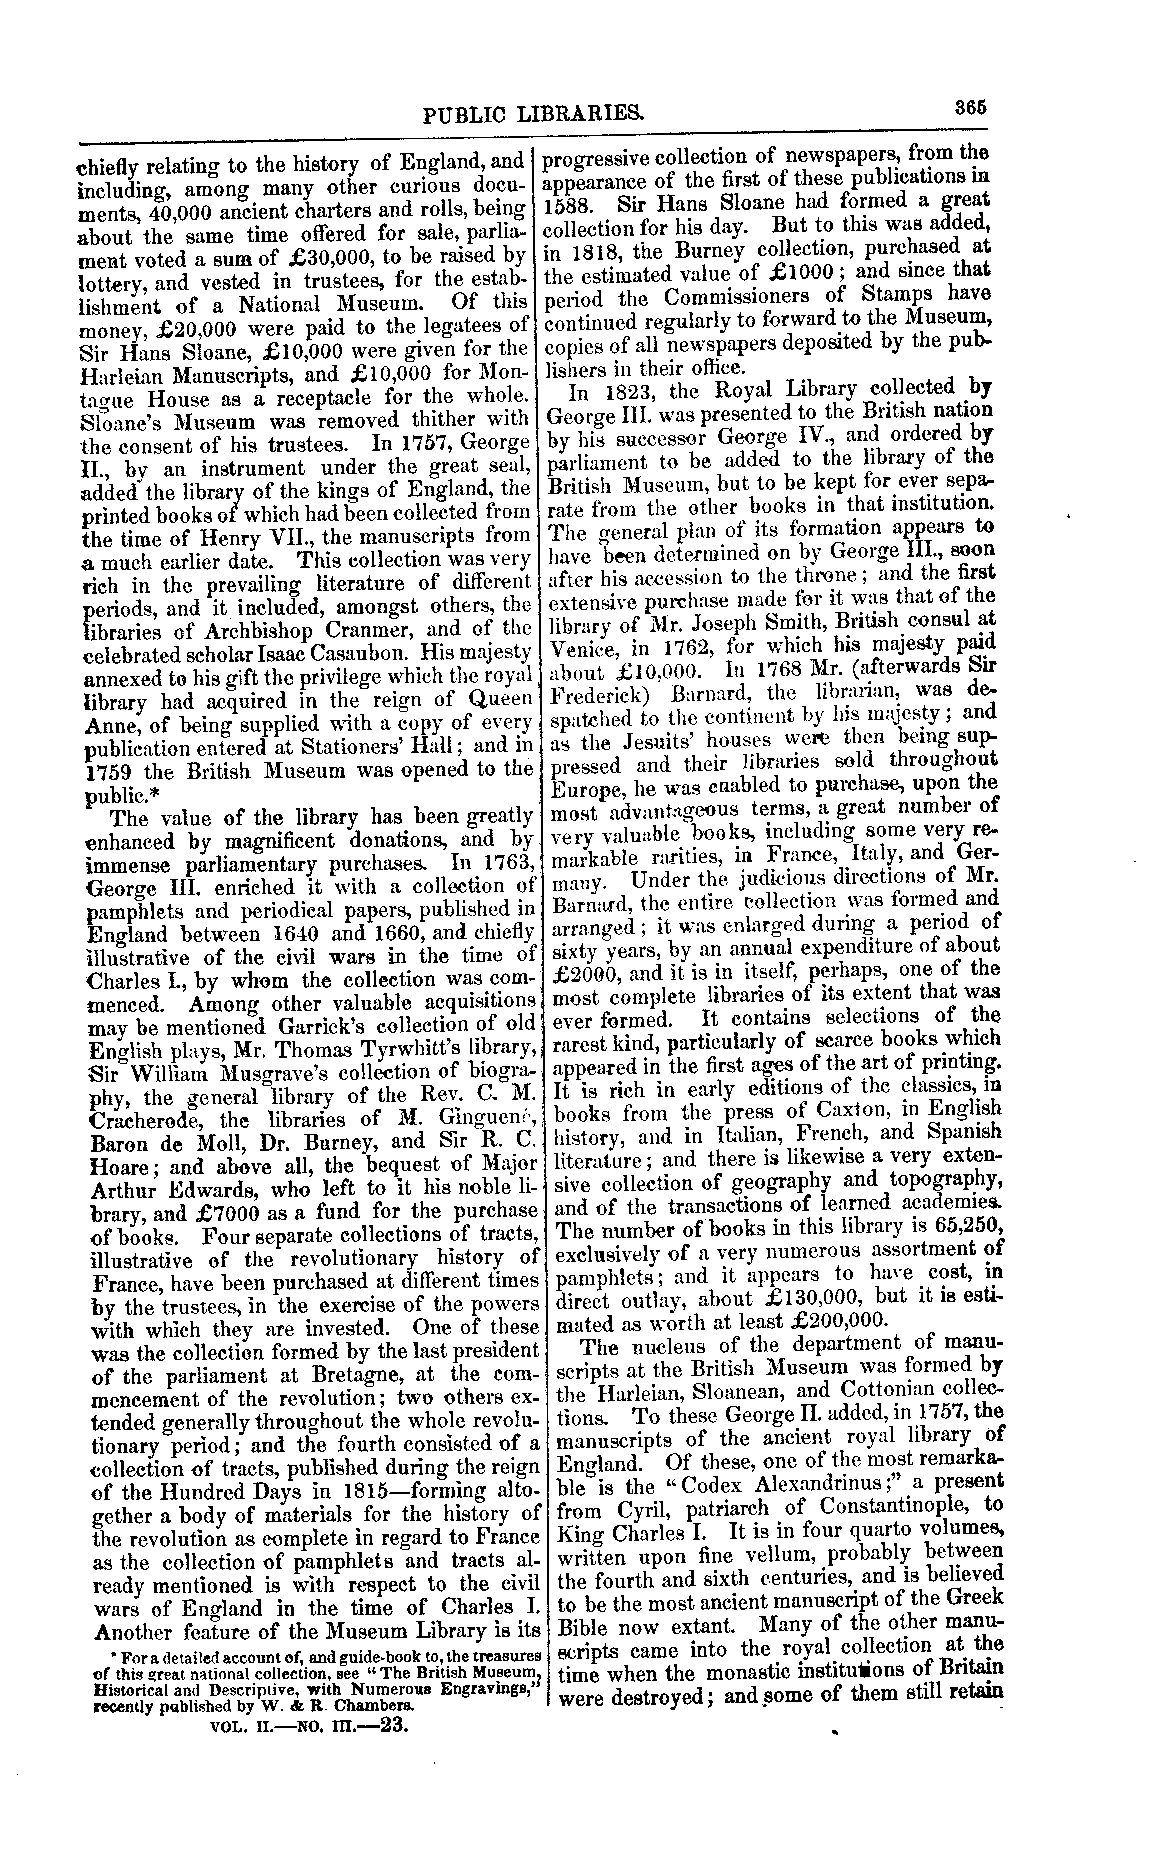 PUBLIC LIBRARIES.
365
chiefly relating to the history of England, and
including, among many other curious docu-
ments, 40,000 ancient charters and rolls, being
about the same time offered for sale, parlia-
ment voted a sum of £30,000, to be raised by
lottery, and vested in trustees, for the estab-
lishment of a National Museum. Of this
money, £20,000 were paid to the legatees of
Sir Hans Sloane, £10,000 were given for the
Harleian Manuscripts, and £10,000 for Mon-
tague House as a receptacle for the whole.
Sloane's Museum was removed thither with
the consent of his trustees. In 1757, George
II., by an instrument under the great seal,
added the library of the kings of England, the
printed books of which had been collected from
the time of Henry VII., the manuscripts from
a much earlier date. This collection was very
rich in the prevailing literature of different
periods, and it included, amongst others, the
libraries of Archbishop Cranmer, and of the
celebrated scholar Isaac Casaubon. His majesty
annexed to his gift the privilege which the royal
library had acquired in the reign of Queen
Anne, of being supplied with a copy of every
publication entered at Stationers' Hall; and in
1759 the British Museum was opened to the
public.*
The value of the library has been greatly
enhanced by magnificent donations, and by
immense parliamentary purchases. In 1763,
George III. enriched it with a collection of
pamphlets and periodical papers, published in
England between 1640 and 1660, and chiefly
illustrative of the civil wars in the time of
Charles I., by whom the collection was com-
menced. Among other valuable acquisitions
may be mentioned Garrick's collection of old
English plays, Mr. Thomas Tyrwhitt's library,
Sir William Musgrave's collection of biogra-
phy, the general library of the Rev. C. M.
Cracherode, the libraries of M. Ginguené,
Baron de Moll, Dr. Burney, and Sir R. C.
Hoare; and above all, the bequest of Major
Arthur Edwards, who left to it his noble li-
brary, and £7000 as a fund for the purchase
of books. Four separate collections of tracts,
illustrative of the revolutionary history of
France, have been purchased at different times
by the trustees, in the exercise of the powers
with which they are invested. One of these
was the collection formed by the last president
of the parliament at Bretagne, at the com-
mencement of the revolution; two others ex-
tended generally throughout the whole revolu-
tionary period; and the fourth consisted of a
collection of tracts, published during the reign
of the Hundred Days in 1815—forming alto-
gether a body of materials for the history of
the revolution as complete in regard to France
as the collection of pamphlets and tracts al-
ready mentioned is with respect to the civil
wars of England in the time of Charles I.
Another feature of the Museum Library is its
* For a detailed account of, and guide-book to, the treasures
of this great national collection, see "The British Museum,
Historical and Descriptive, with Numerous Engravings,"
recently published by W. & R. Chambers.
VOL. II.—NO. III.—23.
progressive collection of newspapers, from the
appearance of the first of these publications in
1588. Sir Hans Sloane had formed a great
collection for his day. But to this was added,
in 1818, the Burney collection, purchased at
the estimated value of £1000; and since that
period the Commissioners of Stamps have
continued regularly to forward to the Museum,
copies of all newspapers deposited by the pub-
lishers in their office.
In 1823, the Royal Library collected by
George III. was presented to the British nation
by his successor George IV., and ordered by
parliament to be added to the library of the
British Museum, but to be kept for ever sepa-
rate from the other books in that institution.
The general plan of its formation appears to
have been determined on by George III., soon
after his accession to the throne; and the first
extensive purchase made for it was that of the
library of Mr. Joseph Smith, British consul at
Venice, in 1762, for which his majesty paid
about £10,000. In 1768 Mr. (afterwards Sir
Frederick) Barnard, the librarian, was de-
spatched to the continent by his majesty; and
as the Jesuits' houses were then being sup-
pressed and their libraries sold throughout
Europe, he was enabled to purchase, upon the
most advantageous terms, a great number of
very valuable books, including some very re-
markable rarities, in France, Italy, and Ger-
many. Under the judicious directions of Mr.
Barnard, the entire collection was formed and
arranged; it was enlarged during a period of
sixty years, by an annual expenditure of about
£2000, and it is in itself, perhaps, one of the
most complete libraries of its extent that was
ever formed. It contains selections of the
rarest kind, particularly of scarce books which
appeared in the first ages of the art of printing.
It is rich in early editions of the classics, in
books from the press of Caxton, in English
history, and in Italian, French, and Spanish
literature; and there is likewise a very exten-
sive collection of geography and topography,
and of the transactions of learned academies.
The number of books in this library is 65,250,
exclusively of a very numerous assortment of
pamphlets; and it appears to have cost, in
direct outlay, about £130,000, but it is esti-
mated as worth at least £200,000.
The nucleus of the department of manu-
scripts at the British Museum was formed by
the Harleian, Sloanean, and Cottonian collec-
tions. To these George II. added, in 1757, the
manuscripts of the ancient royal library of
England. Of these, one of the most remarka-
ble is the "Codex Alexandrinus;" a present
from Cyril, patriarch of Constantinople, to
King Charles I. It is in four quarto volumes,
written upon fine vellum, probably between
the fourth and sixth centuries, and is believed
to be the most ancient manuscript of the Greek
Bible now extant. Many of the other manu-
scripts came into the royal collection at the
time when the monastic institutions of Britain
were destroyed; and some of them still retain